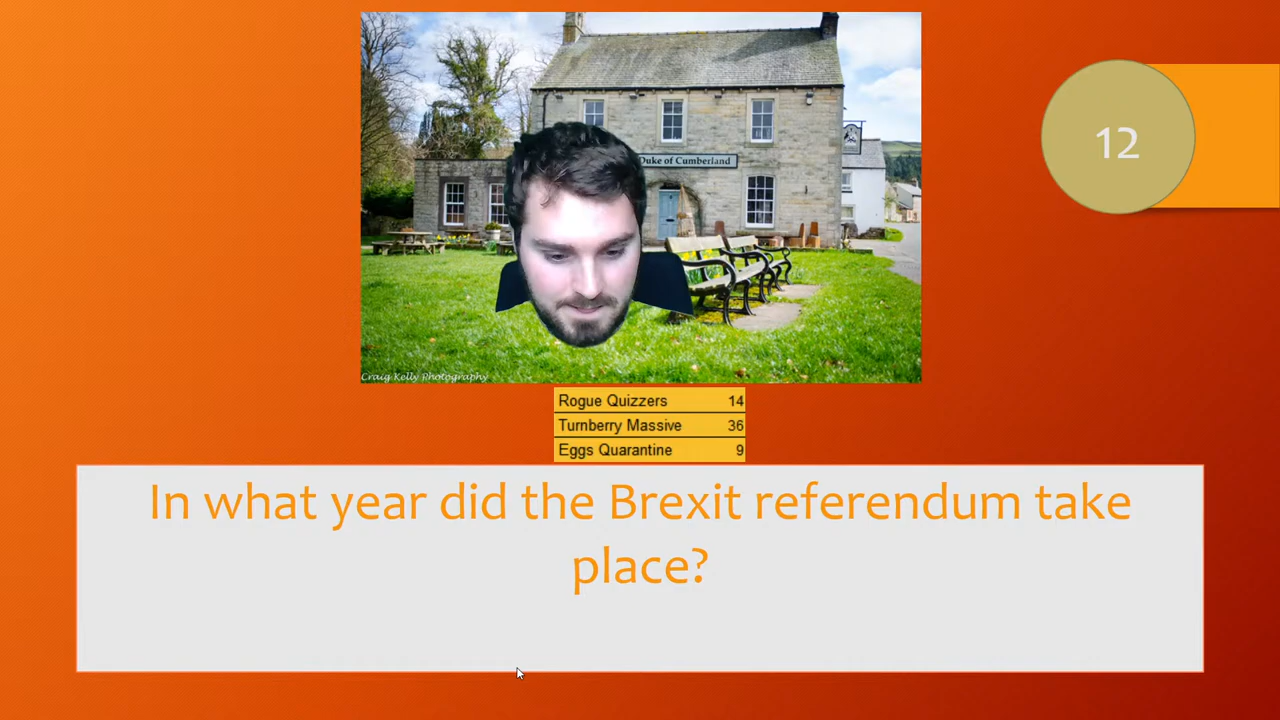 12
Duke of Cumberland
Craig Kelly Photography
Rogue Quizzers 14
Turnberry Massive 36
Eggs Quarantine 9
In what year did the Brexit referendum take
place?